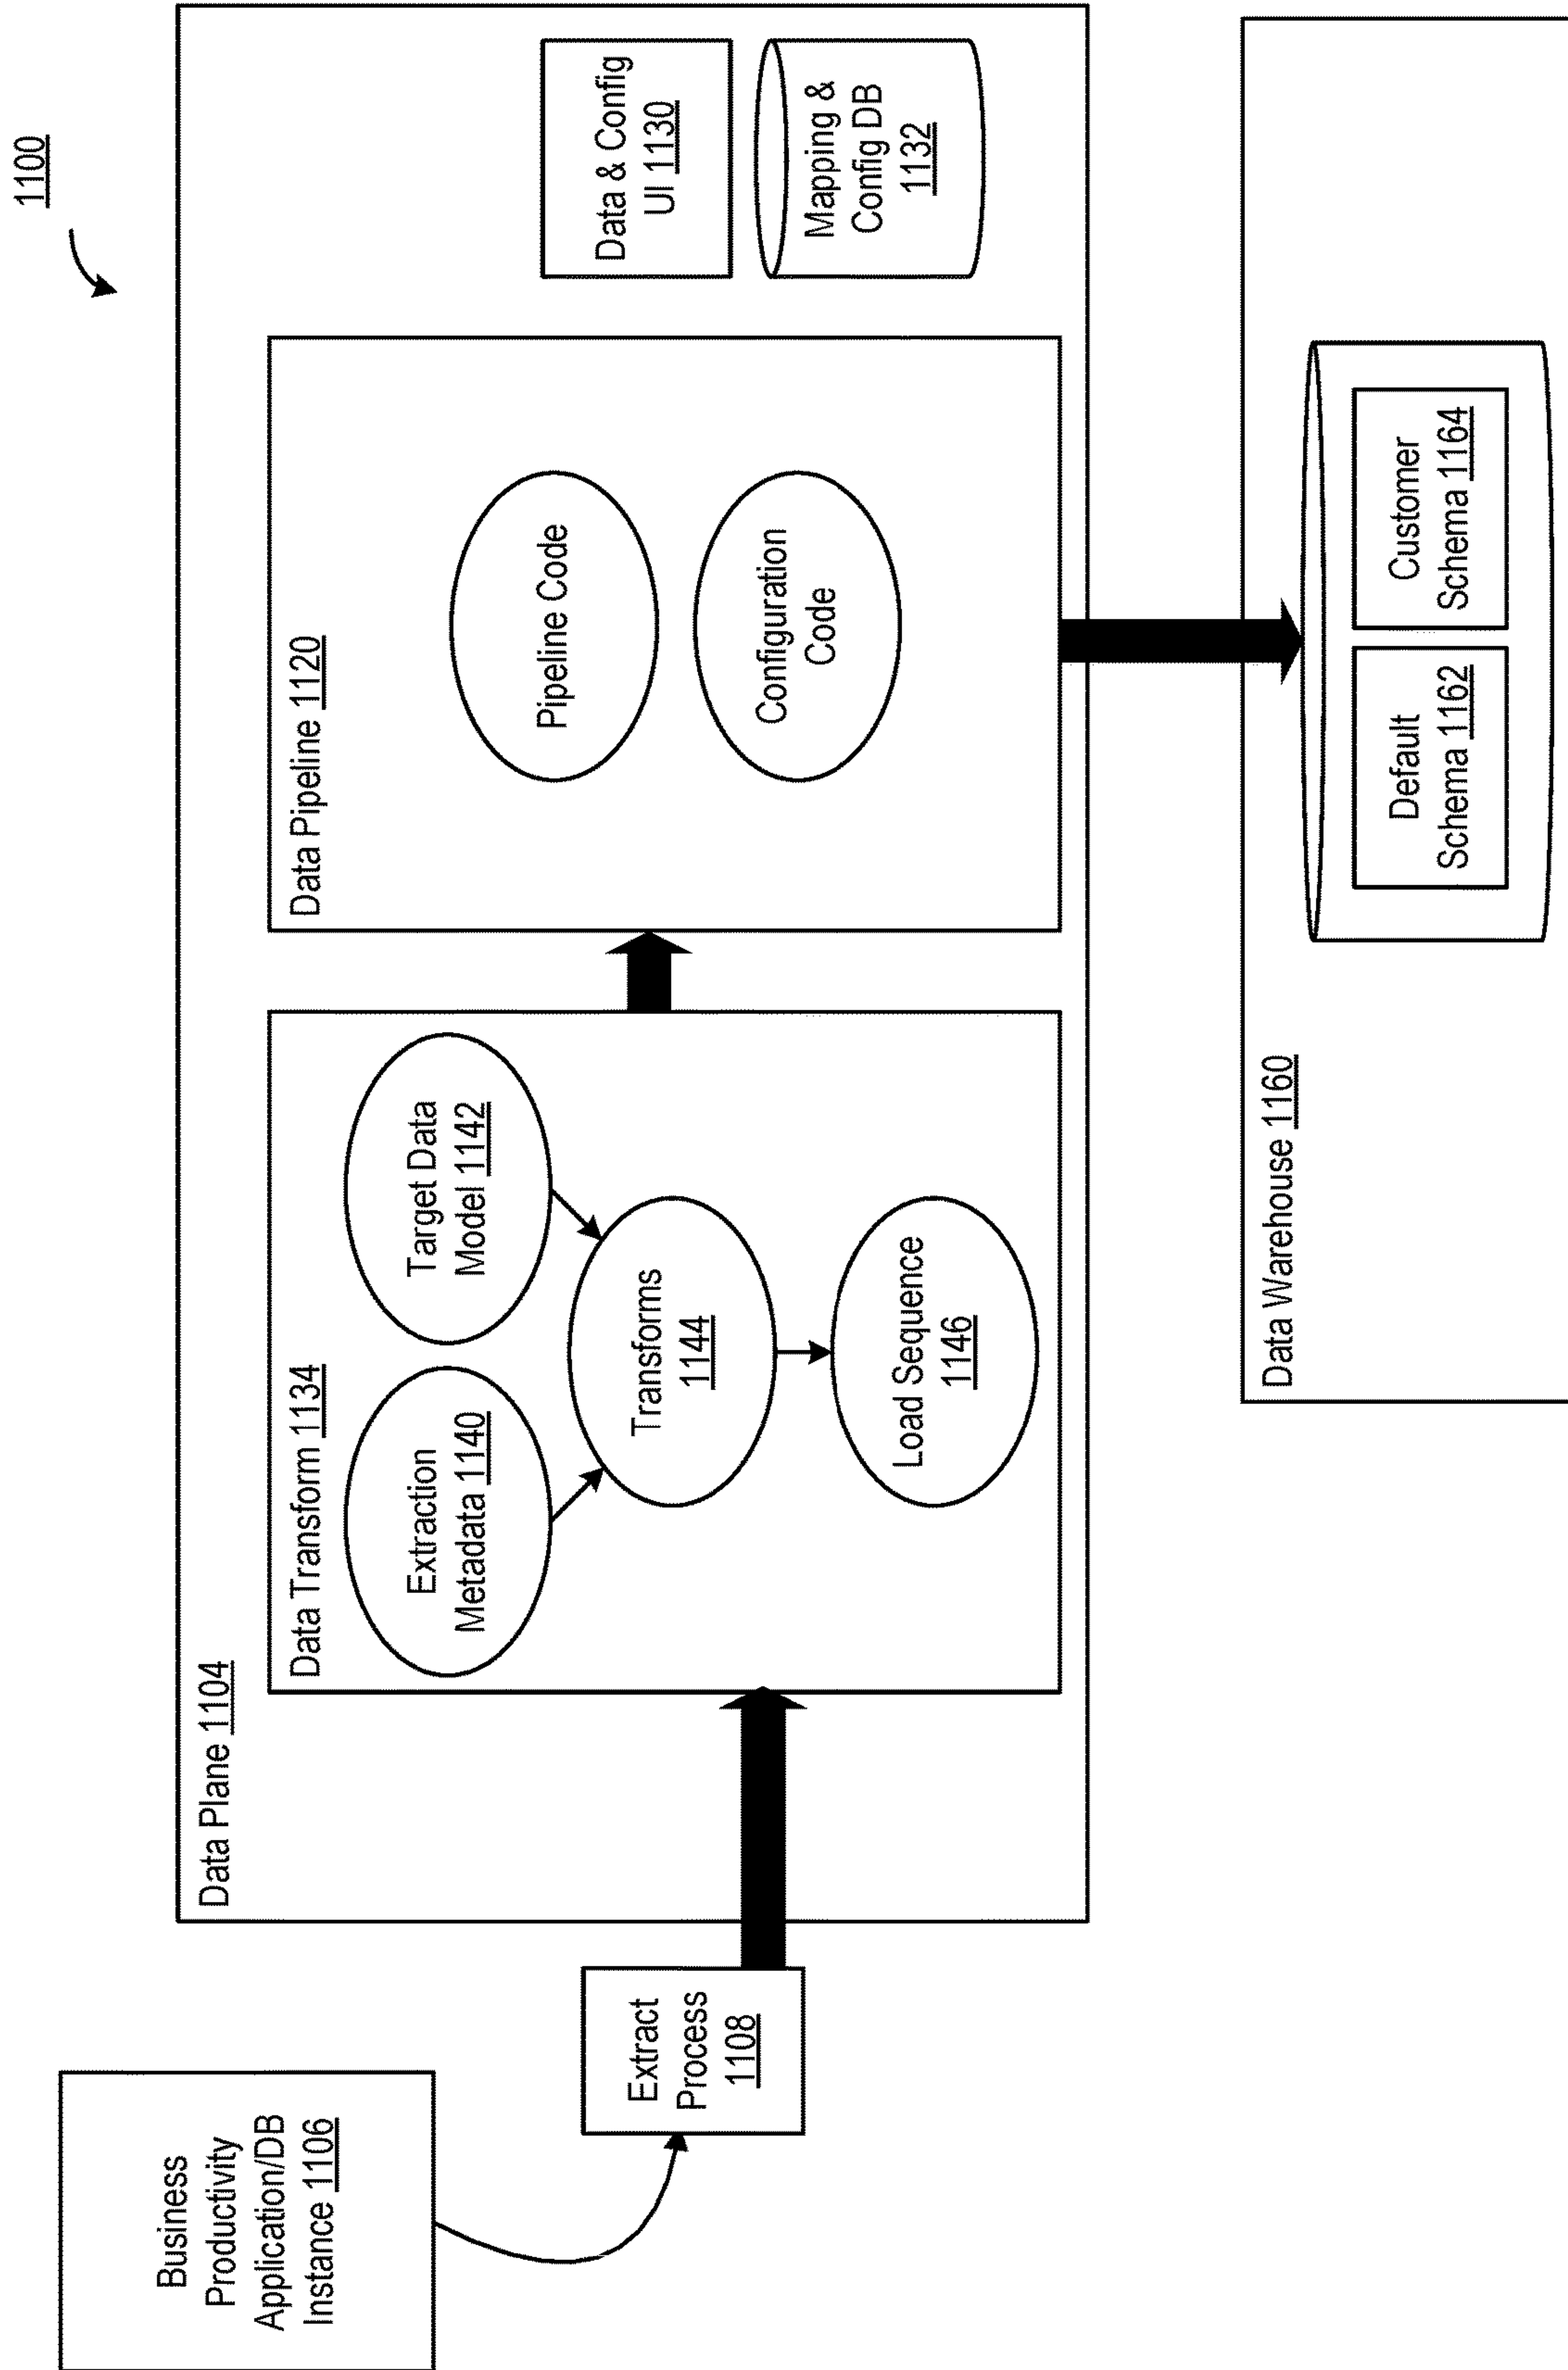 1100
Business
Productivity
Application/DB
Instance 1106
Extract
Process
1108
Data Plane 1104
Data Transform 1134
Extraction
Metadata 1140
Target Data
Model 1142
Transforms
1144
Load Sequence
1146
Data Pipeline 1120
Pipeline Code
Configuration
Code
Data & Config
UI 1130
Mapping &
Config DB
1132
Data Warehouse 1160
Default
Schema 1162
Customer
Schema 1164